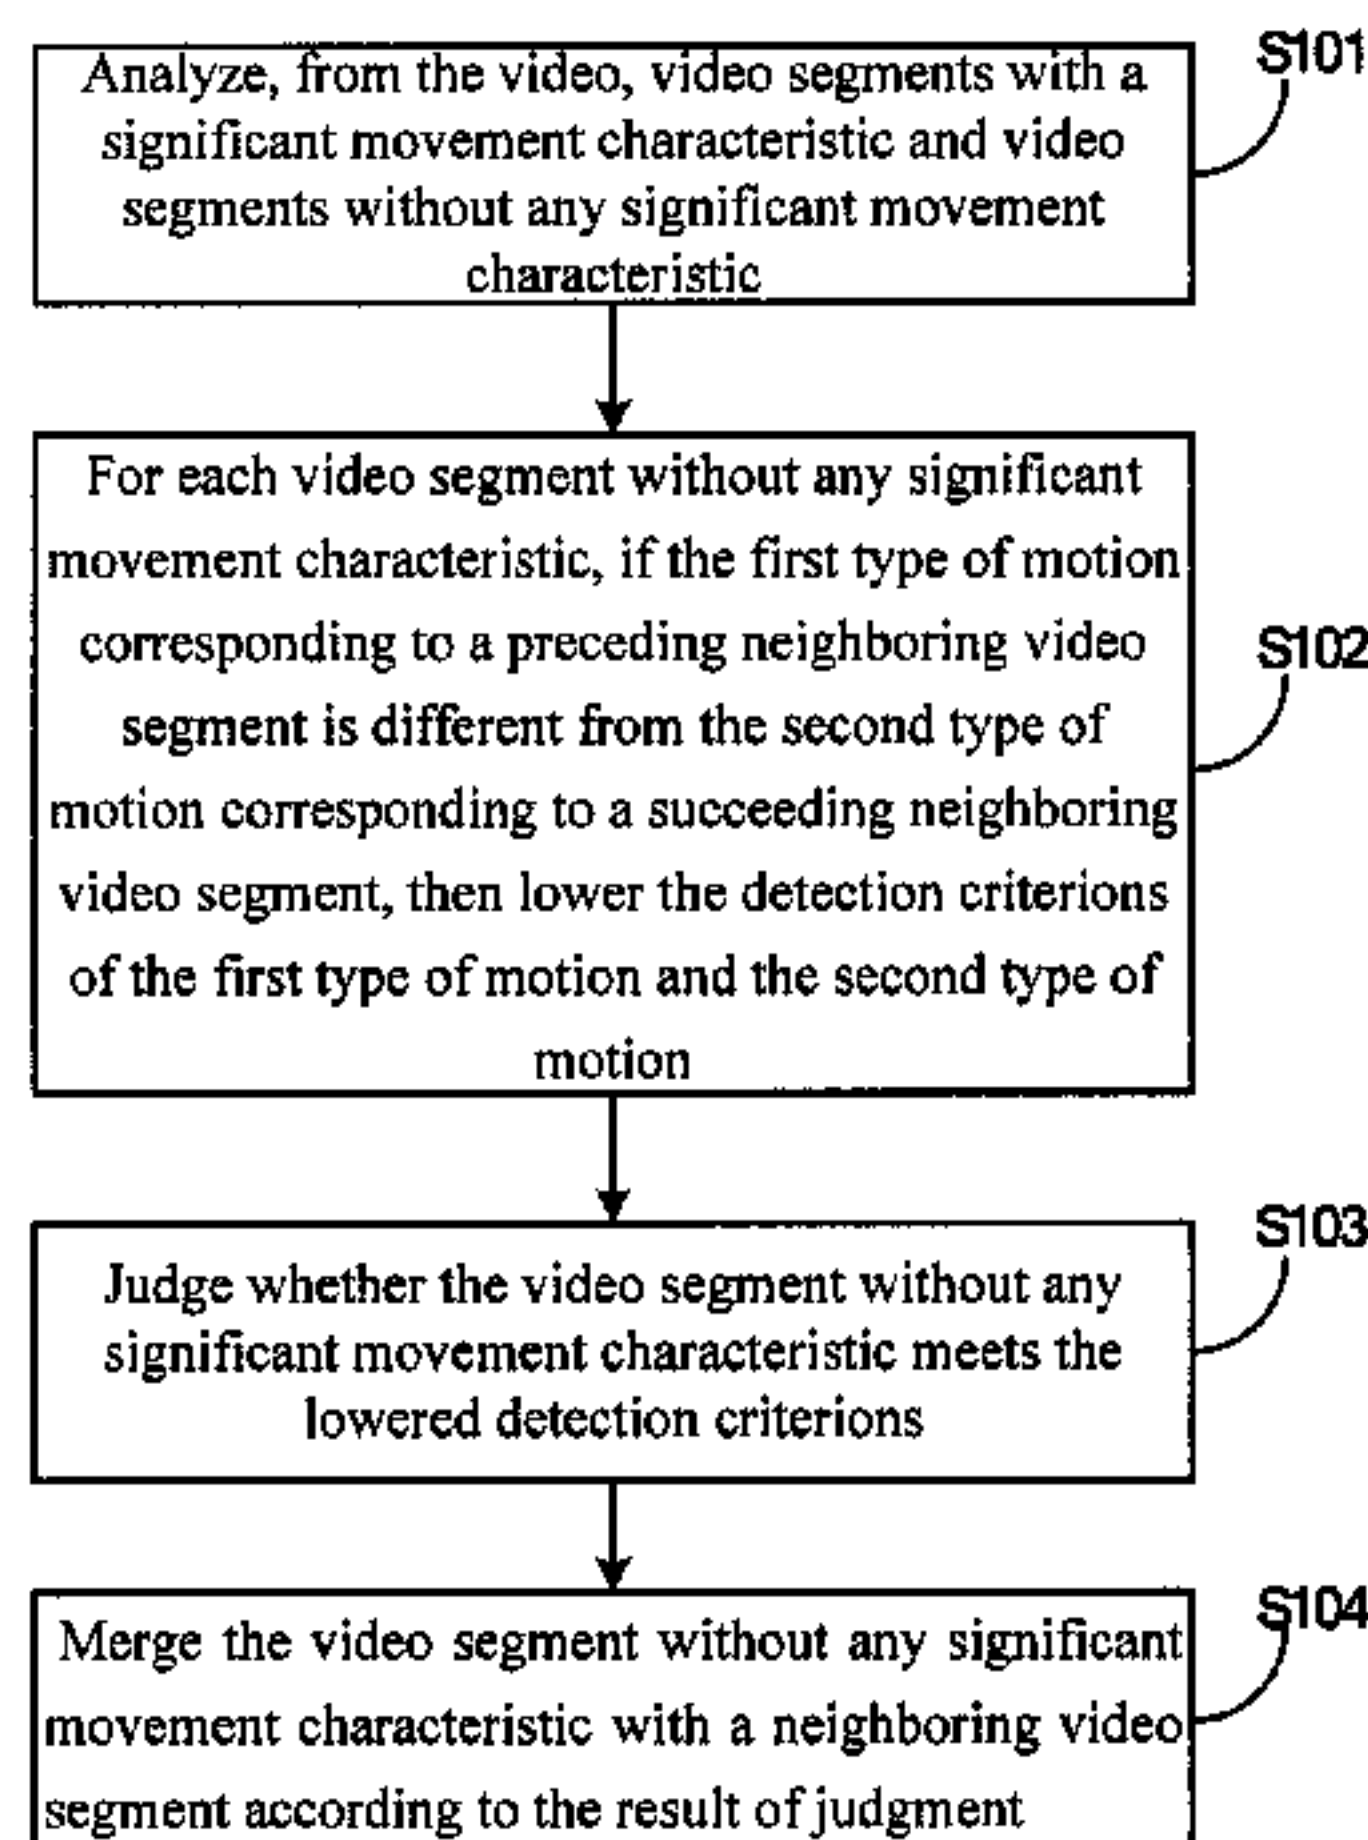 S101
Analyze, from the video, video segments with a
significant movement characteristic and video
segments without any significant movement
characteristic
For each video segment without any significant
movement characteristic, if the first type of motion
corresponding to a preceding neighboring video
S102
segment is different from the second type of
motion corresponding to a succeeding neighboring
video segment, then lower the detection criterions
of the first type of motion and the second type of
motion
S103
Judge whether the video segment without any
significant movement characteristic meets the
lowered detection criterions
S104
Merge the video segment without any significant
movement characteristic with a neighboring video
segment according to the result of judgment